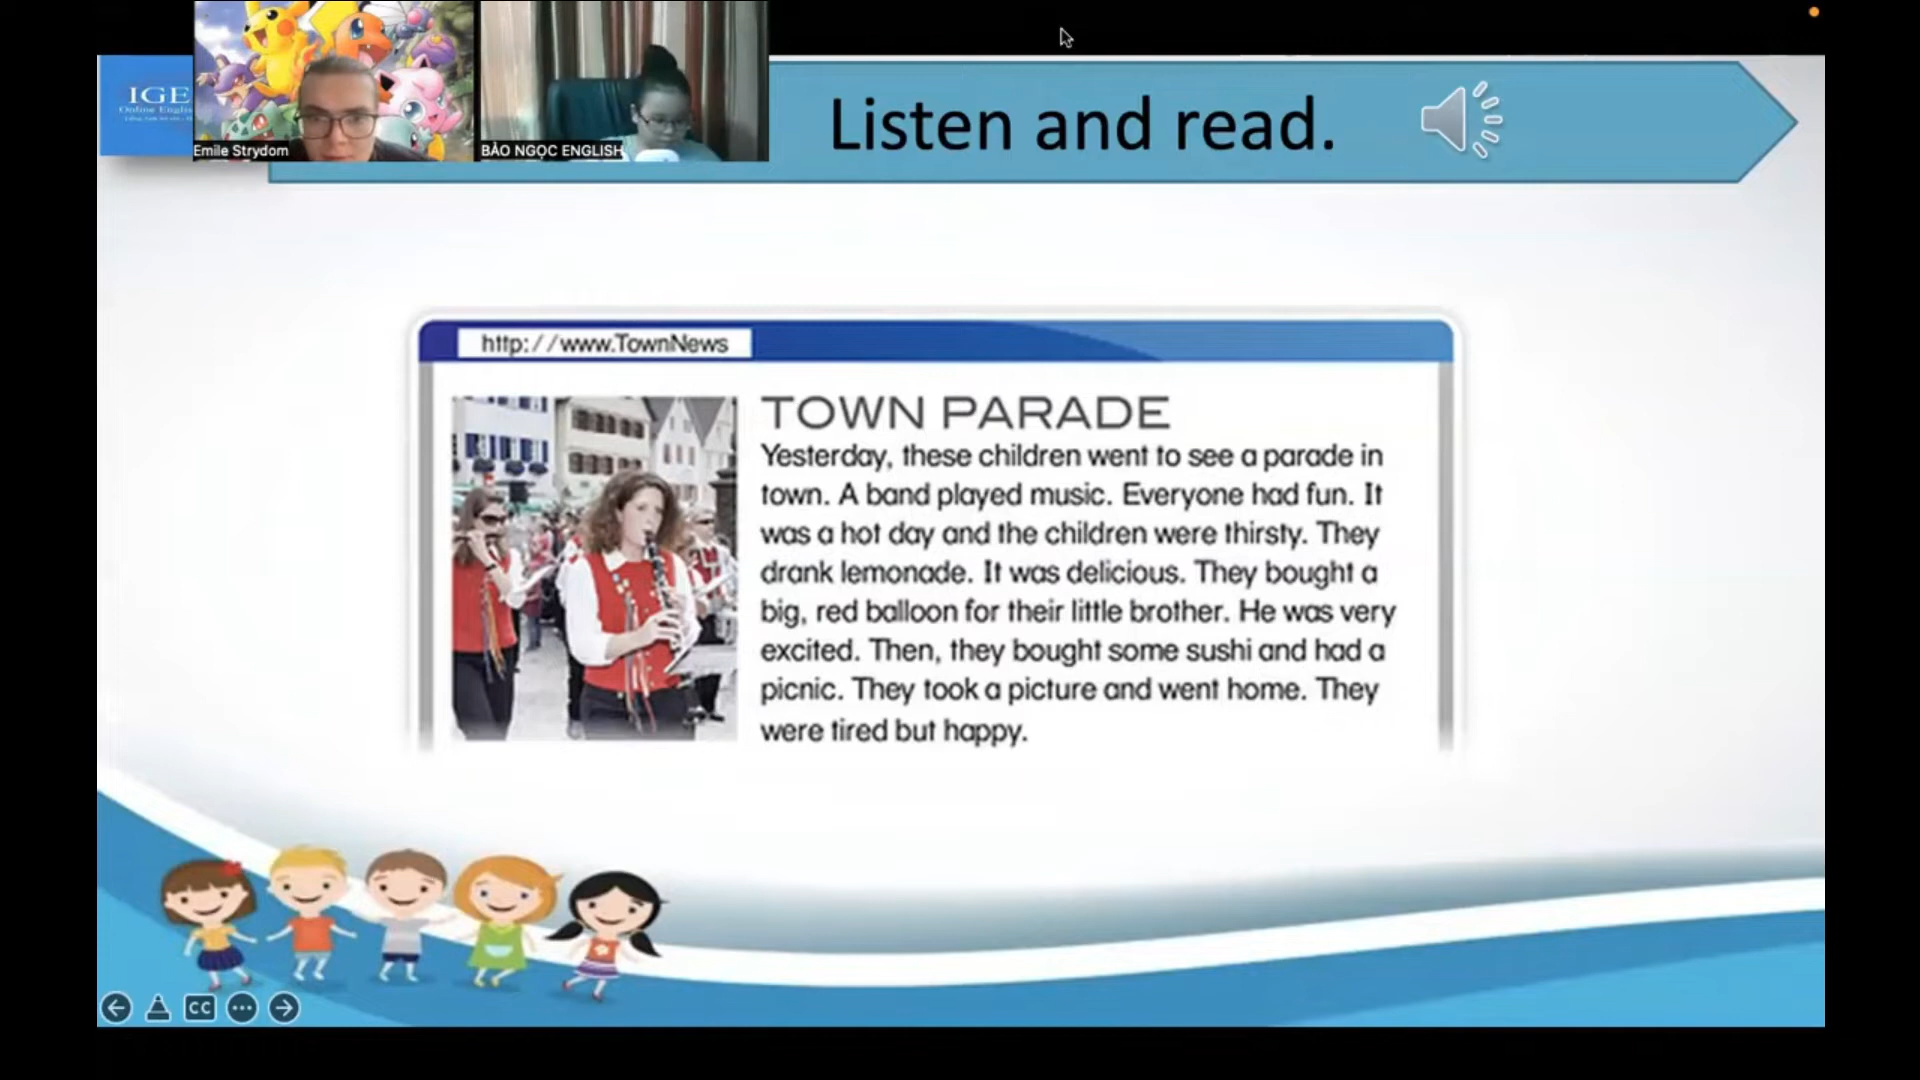 IGE
Online English
Emile Strydom
BẢO NGỌC ENGLISH
Listen and read.
http://www.TownNews
TOWN PARADE
Yesterday, these children went to see a parade in
town. A band played music. Everyone had fun. It
was a hot day and the children were thirsty. They
drank lemonade. It was delicious. They bought a
big, red balloon for their little brother. He was very
excited. Then, they bought some sushi and had a
picnic. They took a picture and went home. They
were tired but happy.
CC